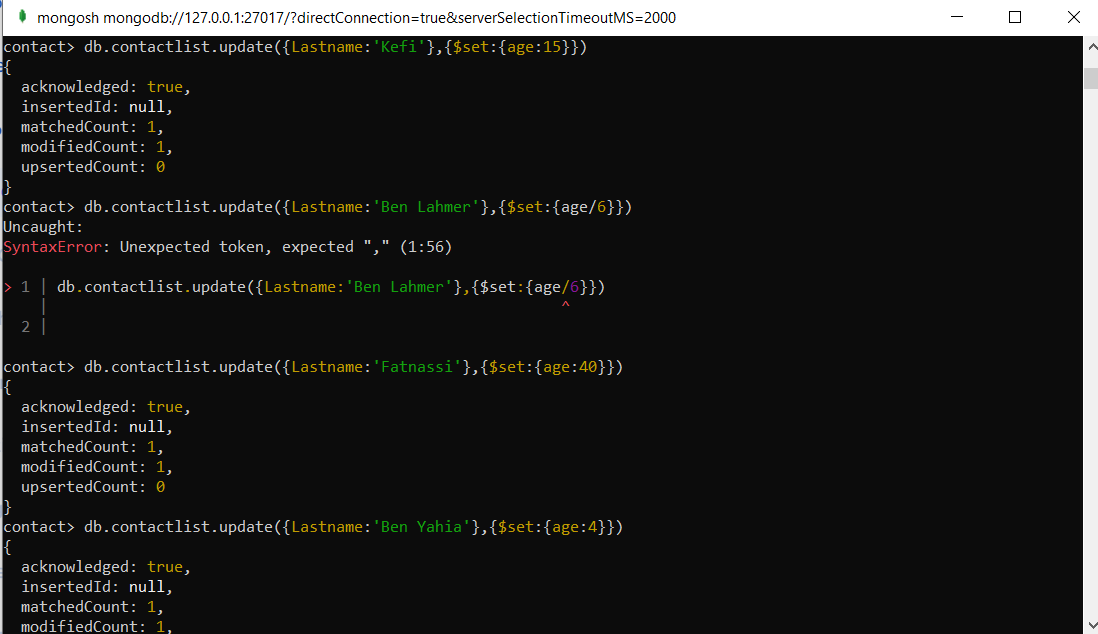 mongosh mongodb://127.0.0.1:27017/?directConnection=true&serverSelectionTimeoutMS=2000
contact> db.contactlist.update({Lastname:'Kefi'},{$set:{age:15}})
{
  acknowledged: true,
  insertedId: null,
  matchedCount: 1,
  modifiedCount: 1,
  upsertedCount: 0
}
contact> db.contactlist.update({Lastname:'Ben Lahmer'},{$set:{age/6}})
Uncaught:
SyntaxError: Unexpected token, expected "," (1:56)

> 1 | db.contactlist.update({Lastname:'Ben Lahmer'},{$set:{age/6}})
    |                                                         ^
  2 |

contact> db.contactlist.update({Lastname:'Fatnassi'},{$set:{age:40}})
{
  acknowledged: true,
  insertedId: null,
  matchedCount: 1,
  modifiedCount: 1,
  upsertedCount: 0
}
contact> db.contactlist.update({Lastname:'Ben Yahia'},{$set:{age:4}})
{
  acknowledged: true,
  insertedId: null,
  matchedCount: 1,
  modifiedCount: 1,